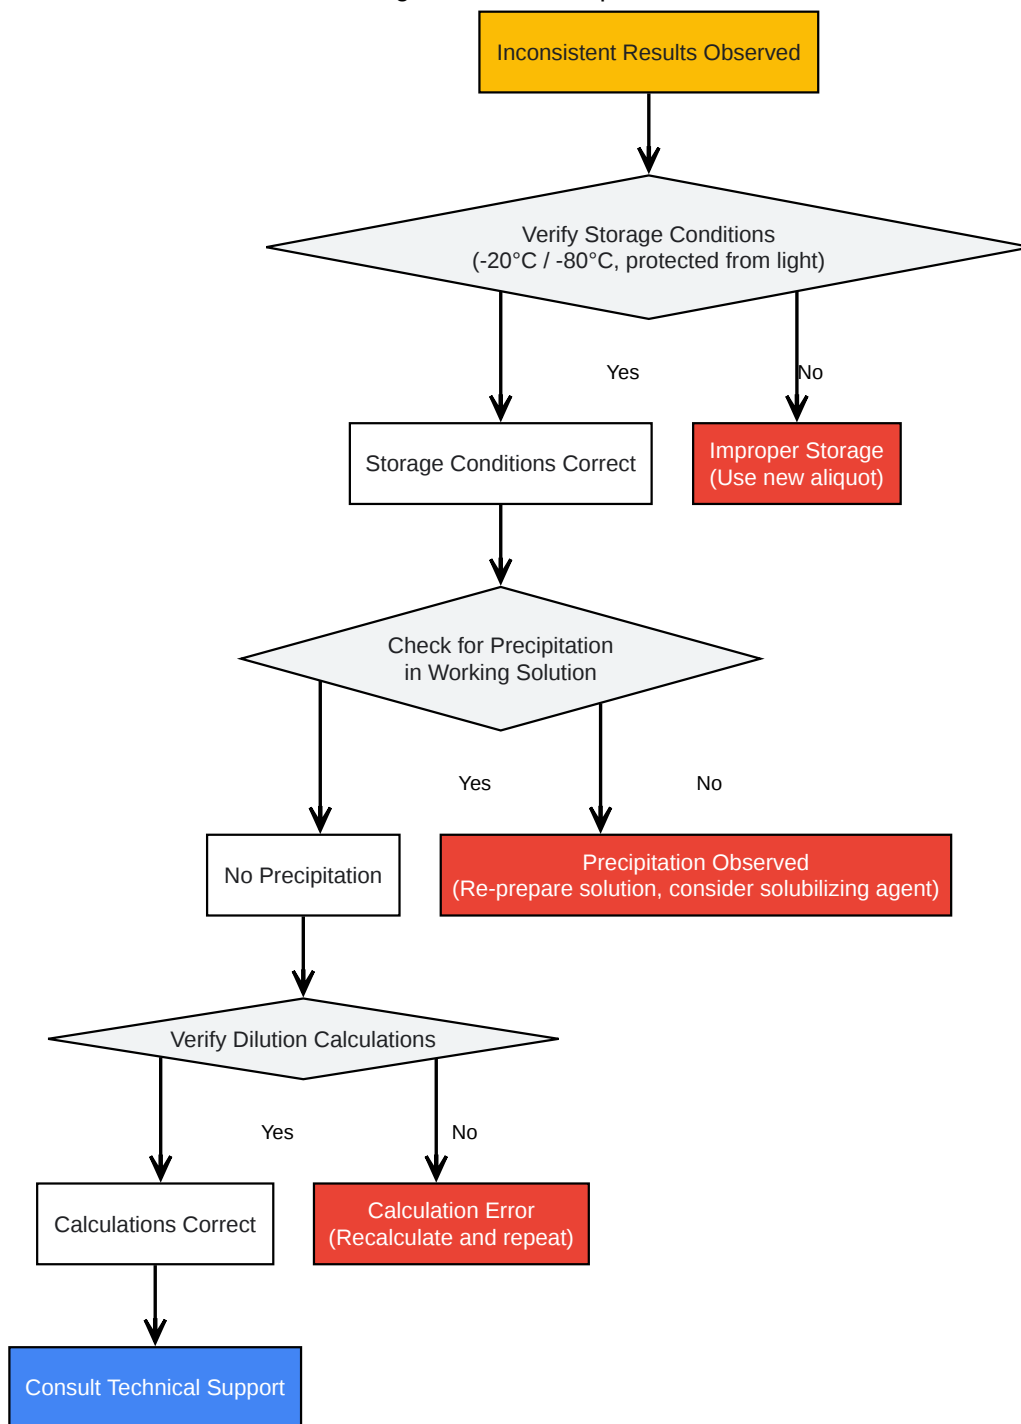 Inconsistent Results Observed
Verify Storage Conditions
(-20°C / -80°C, protected from light)
Yes
No
Storage Conditions Correct
Improper Storage
(Use new aliquot)
Check for Precipitation
in Working Solution
Yes
No
No Precipitation
Precipitation Observed
(Re-prepare solution, consider solubilizing agent)
Verify Dilution Calculations
Yes
No
Calculations Correct
Calculation Error
(Recalculate and repeat)
Consult Technical Support